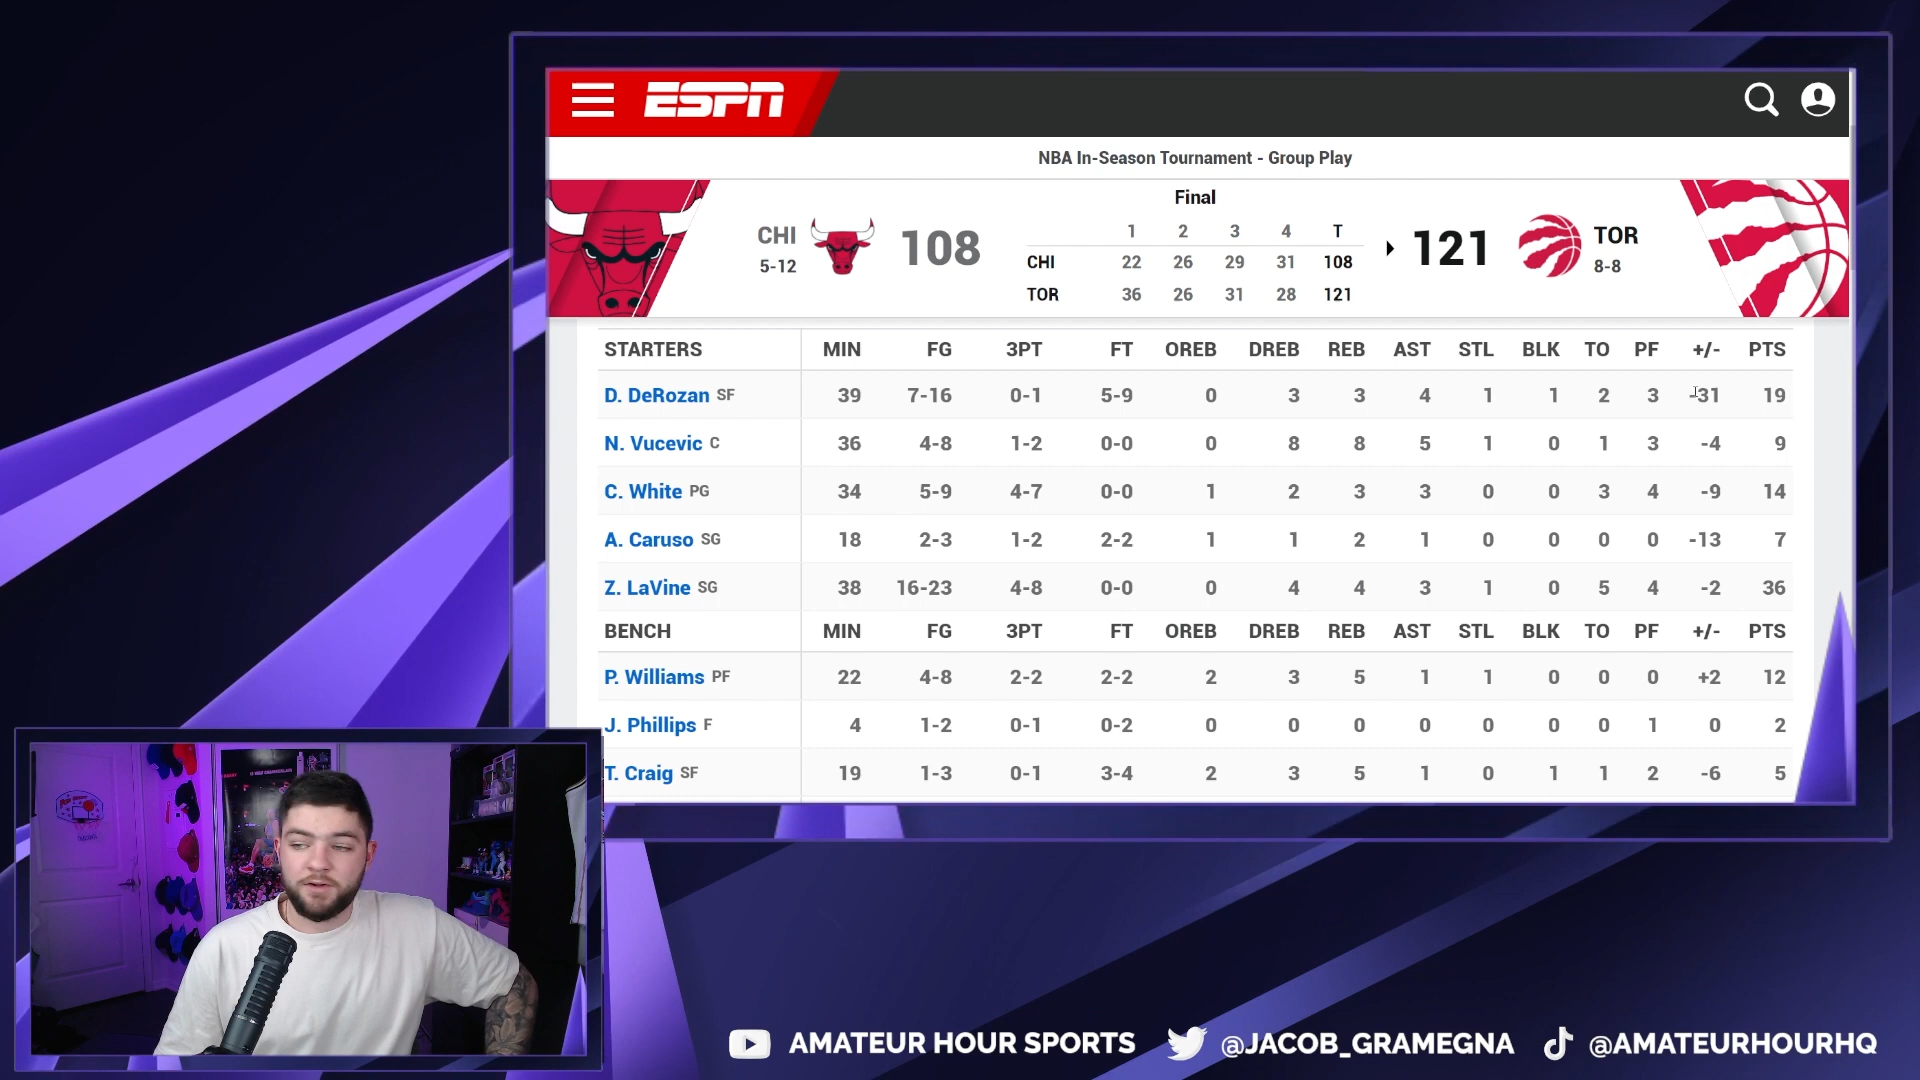 ESPN
NBA In-Season Tournament - Group Play
Final
CHI
5-12
108
1 2 3 4 T
CHI 22 26 29 31 108
TOR 36 26 31 28 121
121
TOR
8-8
STARTERS MIN FG 3PT FT OREB DREB REB AST STL BLK TO PF +/- PTS
D. DeRozan SF 39 7-16 0-1 5-9 0 3 3 4 1 1 2 3 -31 19
N. Vucevic C 36 4-8 1-2 0-0 0 8 8 5 1 0 1 3 -4 9
C. White PG 34 5-9 4-7 0-0 1 2 3 3 0 0 3 4 -9 14
A. Caruso SG 18 2-3 1-2 2-2 1 1 2 1 0 0 0 0 -13 7
Z. LaVine SG 38 16-23 4-8 0-0 0 4 4 3 1 0 5 4 -2 36
BENCH MIN FG 3PT FT OREB DREB REB AST STL BLK TO PF +/- PTS
P. Williams PF 22 4-8 2-2 2-2 2 3 5 1 1 0 0 0 +2 12
J. Phillips F 4 1-2 0-1 0-2 0 0 0 0 0 0 0 1 0 2
T. Craig SF 19 1-3 0-1 3-4 2 3 5 1 0 1 1 2 -6 5
AMATEUR HOUR SPORTS @JACOB_GRAMEGNA @AMATEURHOURHQ